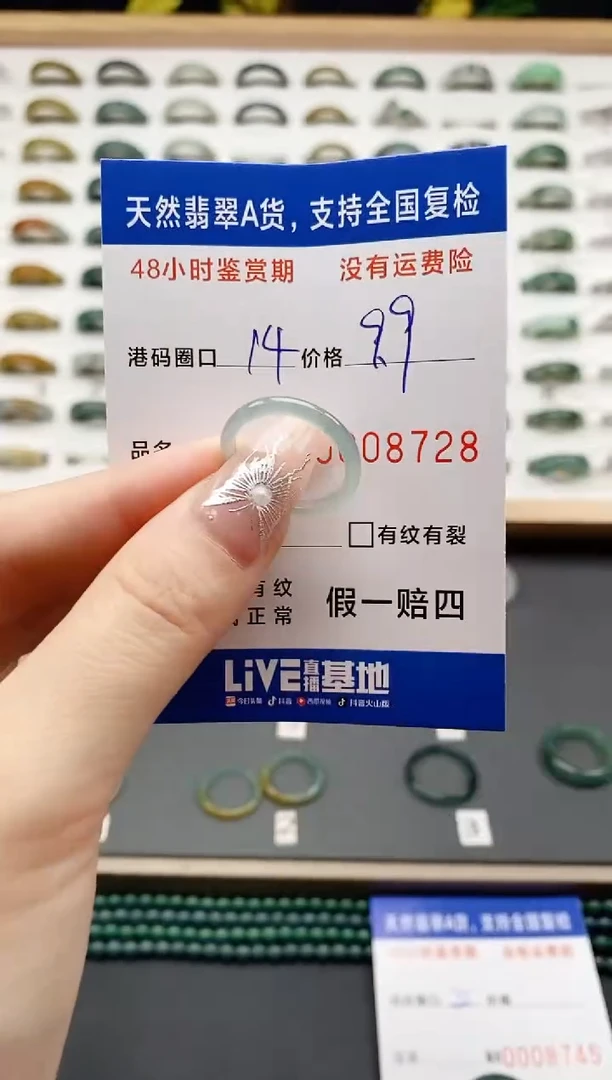 天然翡翠A货，支持全国复检
48小时鉴赏期 没有运费险
港码圈口 14 价格 99
品名 08728
□有纹有裂
有纹
正常 假一赔四
LiVE直播基地
今日头条 抖音 西瓜视频 抖音火山版
天然翡翠A货，支持全国复检
0008745